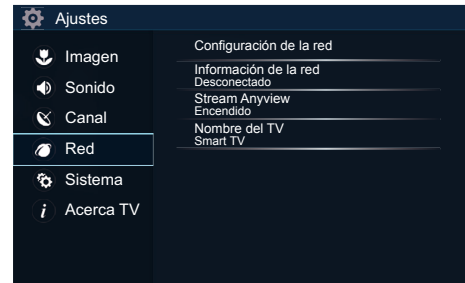 Ajustes
Imagen
Sonido
Canal
Red
Sistema
i Acerca TV
Configuración de la red
Información de la red
Desconectado
Stream Anyview
Encendido
Nombre del TV
Smart TV